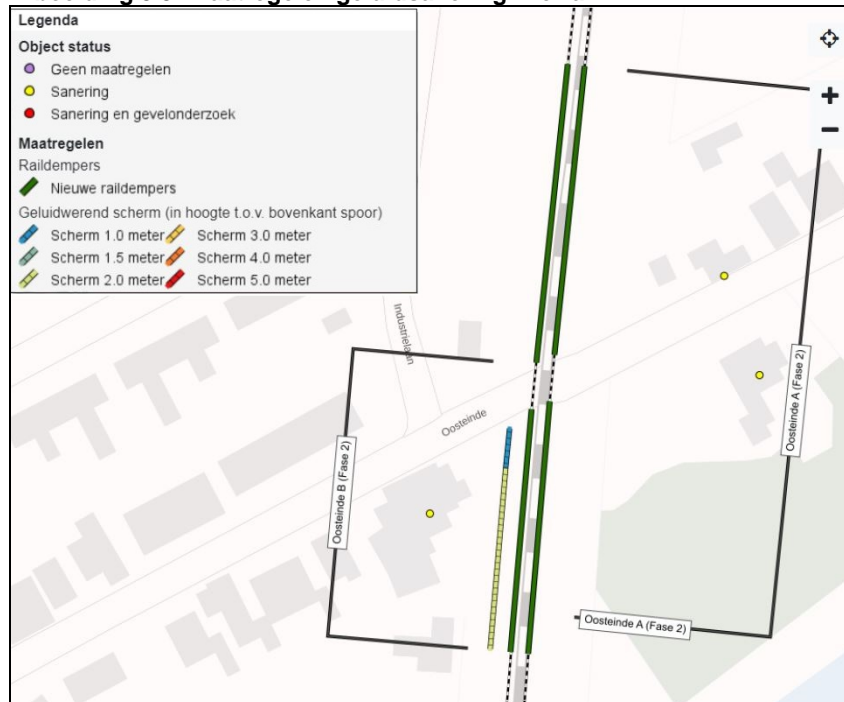 Legenda
Object status
Geen maatregelen
Sanering
Sanering en gevelonderzoek
Maatregelen
Raildempers
Nieuwe raildempers
Geluidwerend scherm (in hoogte t.o.v. bovenkant spoor)
Scherm 1.0 meter Scherm 3.0 meter
Scherm 1.5 meter Scherm 4.0 meter
Scherm 2.0 meter Scherm 5.0 meter
Industrielaan
Oosteinde
Oosteinde B (Fase 2)
Oosteinde A (Fase 2)
Oosteinde A (Fase 2)